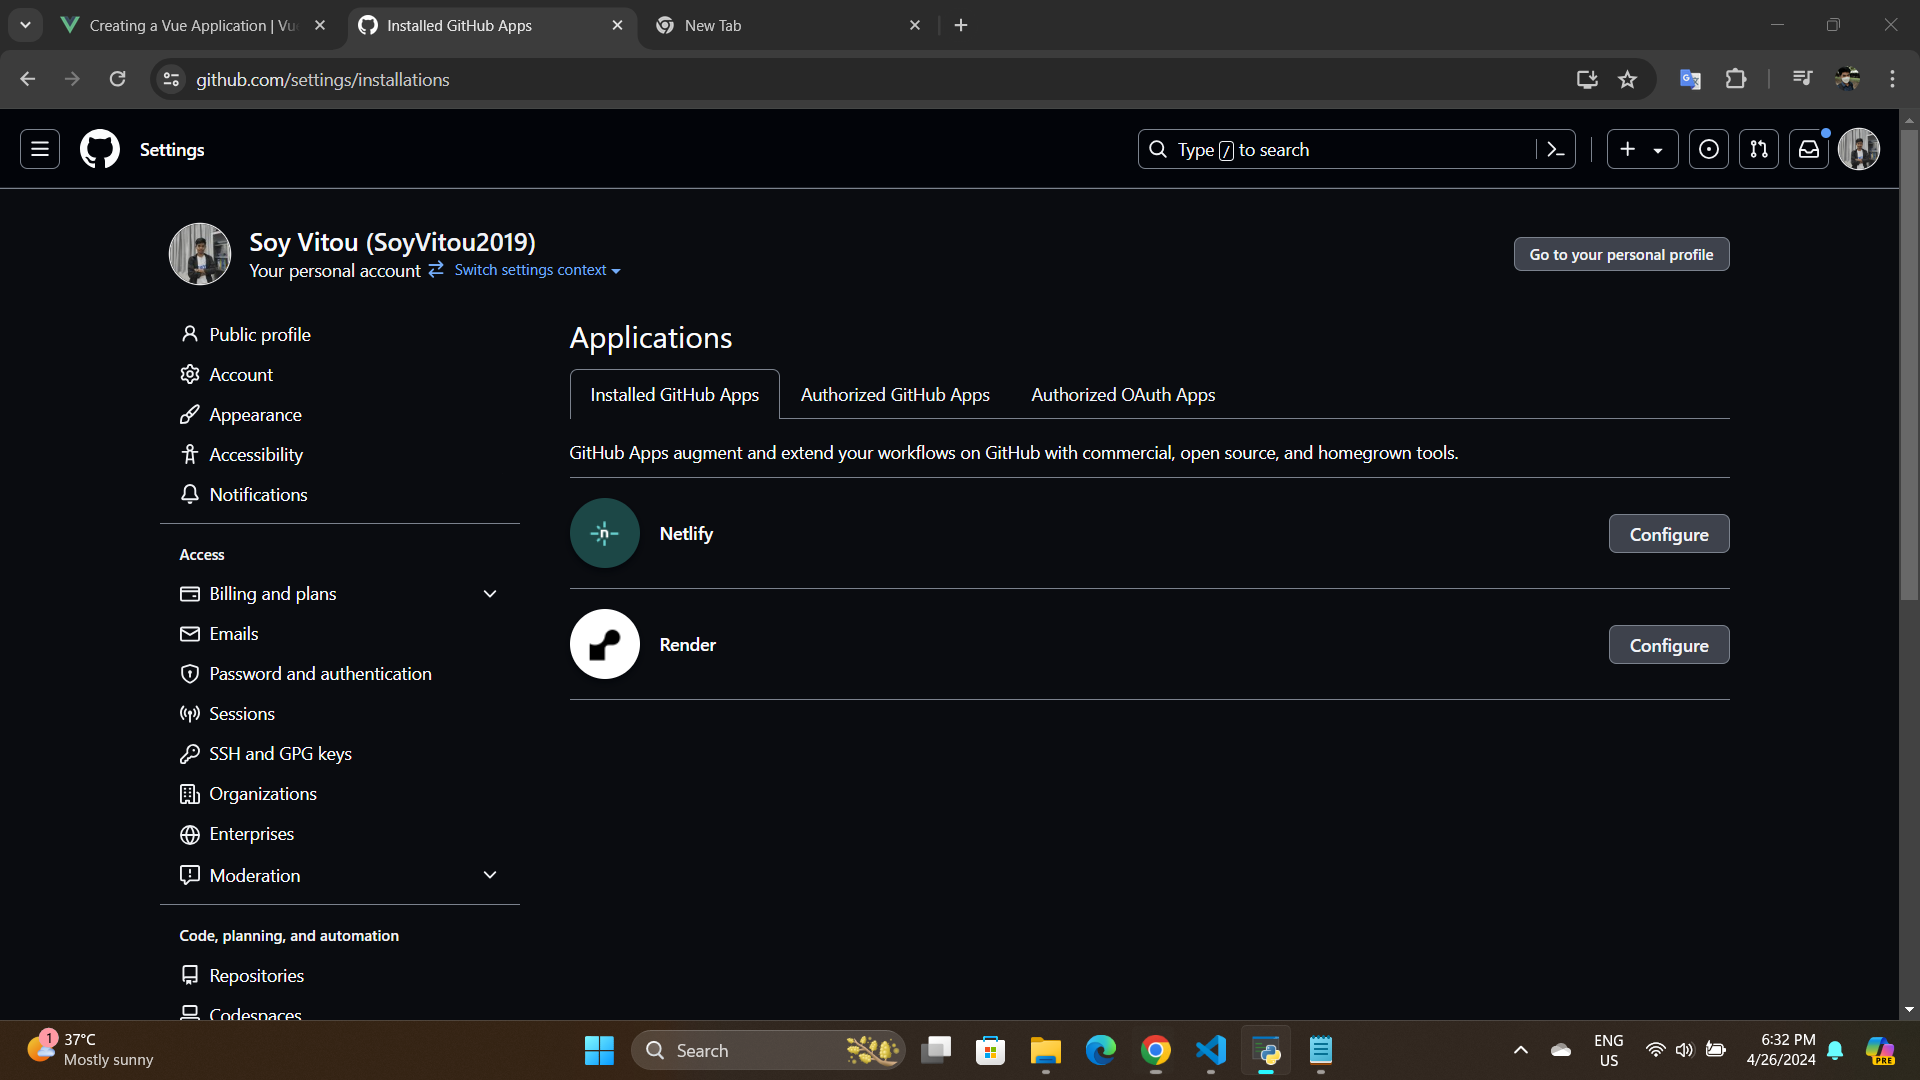 Creating a Vue Application | Vu
Installed GitHub Apps
New Tab
github.com/settings/installations
Settings
Type / to search
Soy Vitou (SoyVitou2019)
Your personal account
Switch settings context
Go to your personal profile
Public profile
Account
Appearance
Accessibility
Notifications
Access
Billing and plans
Emails
Password and authentication
Sessions
SSH and GPG keys
Organizations
Enterprises
Moderation
Code, planning, and automation
Repositories
Codespaces
Applications
Installed GitHub Apps
Authorized GitHub Apps
Authorized OAuth Apps
GitHub Apps augment and extend your workflows on GitHub with commercial, open source, and homegrown tools.
n
Netlify
Configure
Render
Configure
1
37°C
Mostly sunny
Search
ENG
US
6:32 PM
4/26/2024
PRE